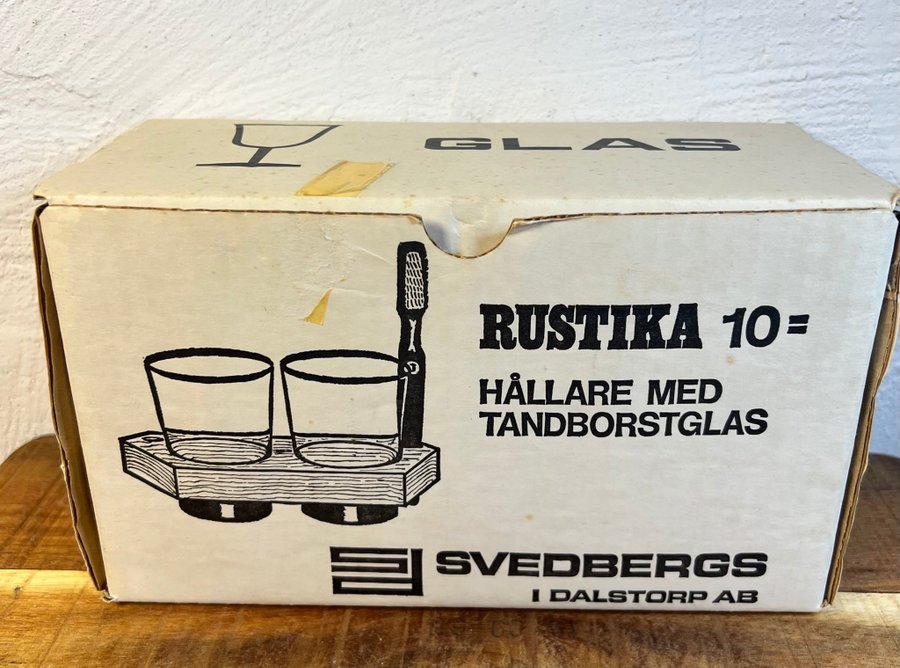 GLAS
RUSTIKA 10=
HÅLLARE MED
TANDBORSTGLAS
SVEDBERGS
I DALSTORP AB